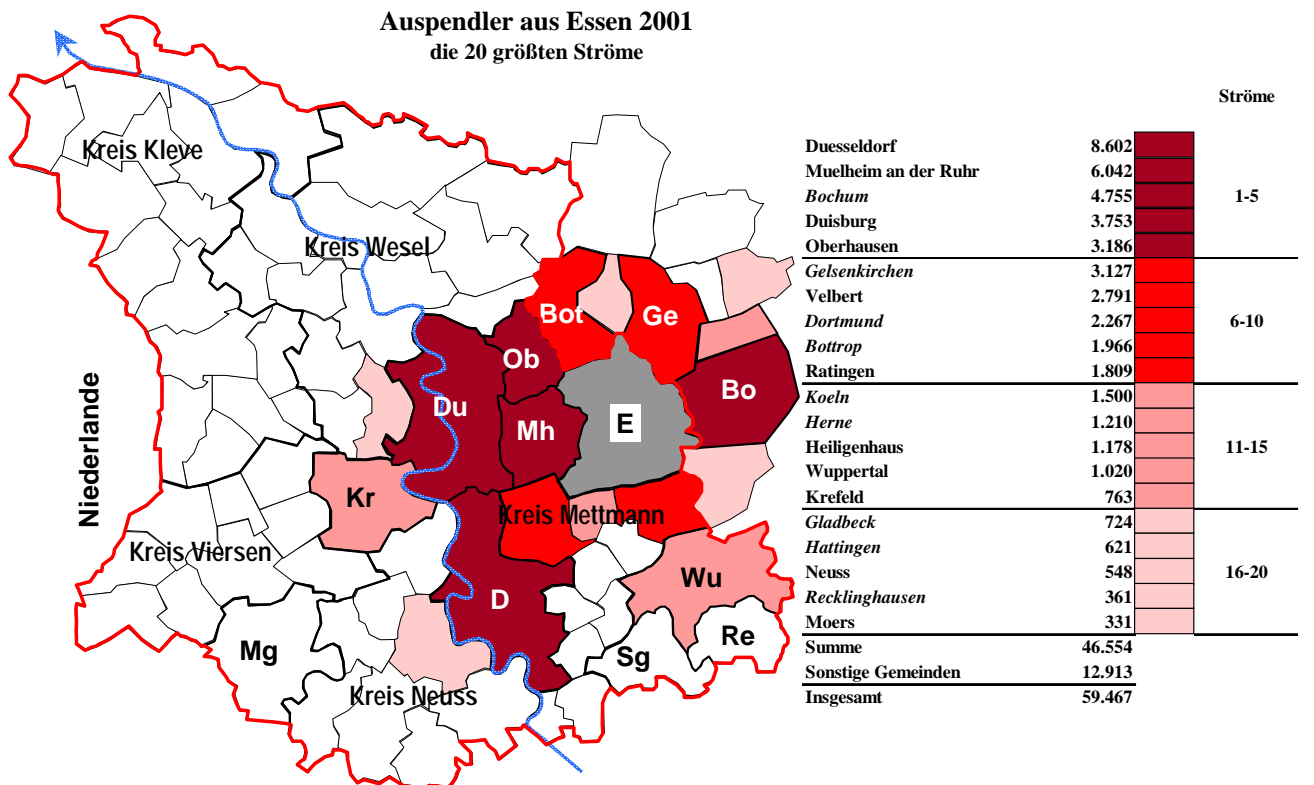 Auspendler aus Essen 2001
die 20 größten Ströme
Ströme
Duesseldorf 8.602
Muelheim an der Ruhr 6.042
Bochum 4.755 1-5
Duisburg 3.753
Oberhausen 3.186
Gelsenkirchen 3.127
Velbert 2.791
Dortmund 2.267 6-10
Bottrop 1.966
Ratingen 1.809
Koeln 1.500
Herne 1.210
Heiligenhaus 1.178 11-15
Wuppertal 1.020
Krefeld 763
Gladbeck 724
Hattingen 621
Neuss 548 16-20
Recklinghausen 361
Moers 331
Summe 46.554
Sonstige Gemeinden 12.913
Insgesamt 59.467
Kreis Kleve
Kreis Wesel
Bot Ge
Ob
Du Mh E Bo
Niederlande
Kr
Kreis Mettmann
Kreis Viersen
Wu
D
Mg Sg Re
Kreis Neuss